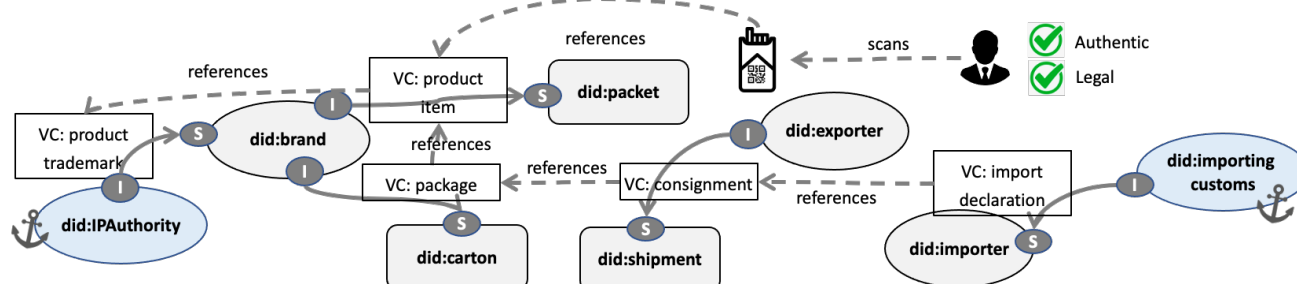 references
scans
Authentic
Legal
references
VC: product
item
did:packet
I
S
VC: product
trademark
S
did:brand
references
I
did:exporter
I
VC: package
references
VC: consignment
references
VC: import
declaration
did:importing
customs
I
I
did:IPAuthority
S
did:carton
S
did:shipment
did:importer
S